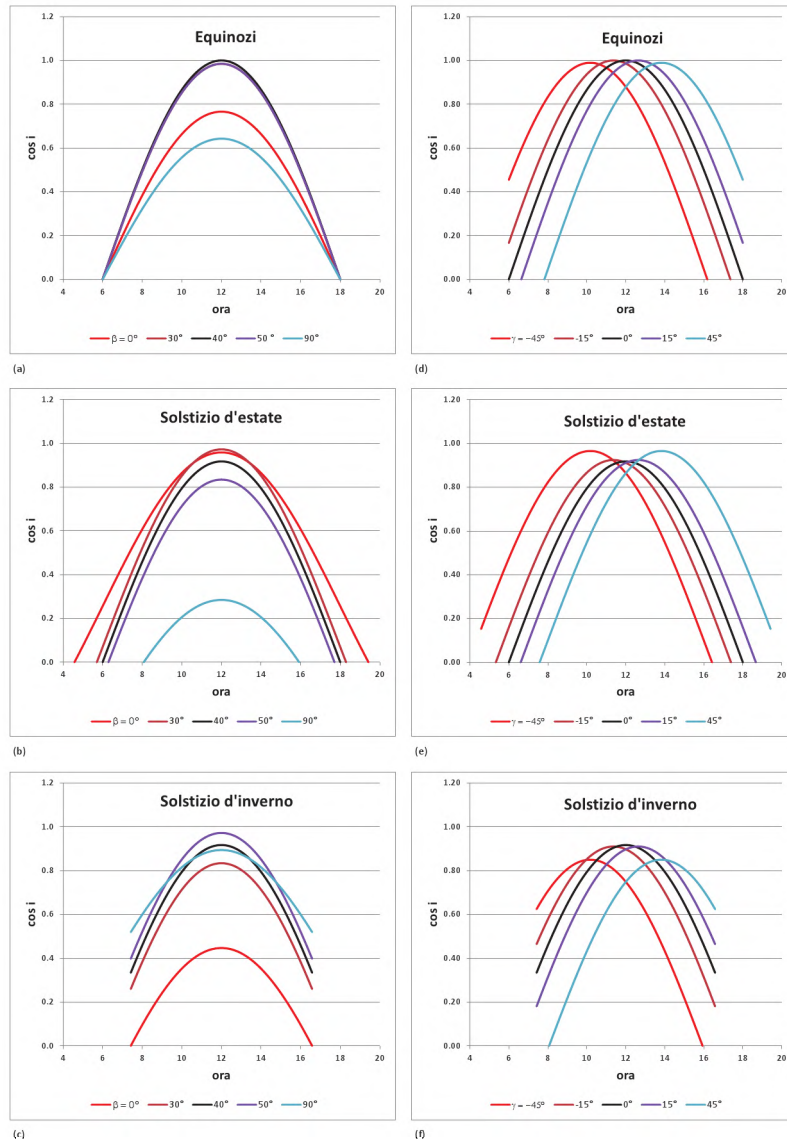 Equinozi
1.2
1.0
0.8
0.6
0.4
0.2
0.00
cos i
4 6 8 10 12 14 16 18 20
ora
β = 0° 30° 40° 50° 90°
(a)
Equinozi
1.2
1.00
0.80
0.60
0.40
0.20
0.00
cos i
4 6 8 10 12 14 16 18 20
ora
γ = −45° -15° 0° 15° 45°
(d)
Solstizio d'estate
1.2
1.0
0.8
0.6
0.4
0.2
0.0
cos i
4 6 8 10 12 14 16 18 20
ora
β = 0° 30° 40° 50° 90°
(b)
Solstizio d'estate
1.2
1.00
0.80
0.60
0.40
0.20
0.00
cos i
4 6 8 10 12 14 16 18 20
ora
γ = −45° -15° 0° 15° 45°
(e)
Solstizio d'inverno
1.2
1.0
0.8
0.6
0.4
0.2
0.0
cos i
4 6 8 10 12 14 16 18 20
ora
β = 0° 30° 40° 50° 90°
(c)
Solstizio d'inverno
1.20
1.00
0.80
0.60
0.40
0.20
0.00
cos i
4 6 8 10 12 14 16 18 20
ora
γ = −45° -15° 0° 15° 45°
(f)